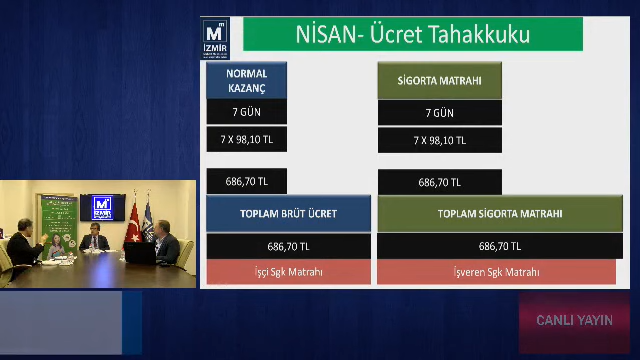 İZMİR
NİSAN- Ücret Tahakkuku
NORMAL
KAZANÇ
7 GÜN
7 X 98,10 TL
686,70 TL
TOPLAM BRÜT ÜCRET
686,70 TL
İşçi Sgk Matrahı
SİGORTA MATRAHI
7 GÜN
7 X 98,10 TL
686,70 TL
TOPLAM SİGORTA MATRAHI
686,70 TL
İşveren Sgk Matrahı
İZMİR
CANLI YAYIN